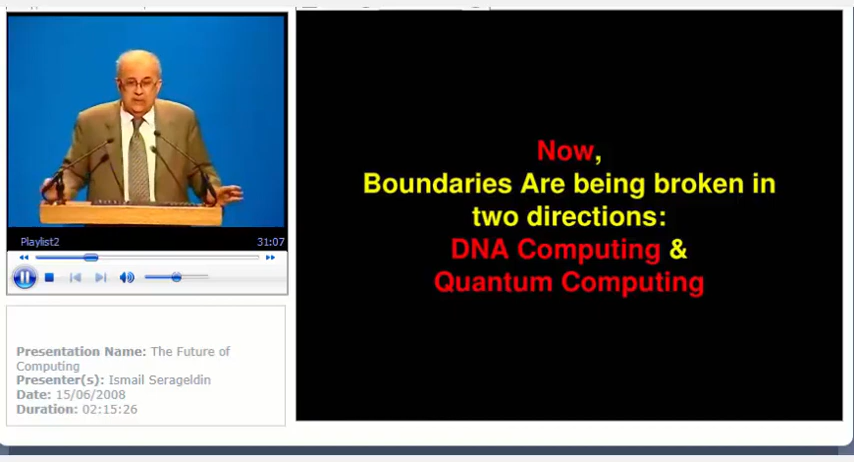 Playlist2
31:07
Presentation Name: The Future of
Computing
Presenter(s): Ismail Serageldin
Date: 15/06/2008
Duration: 02:15:26
Now,
Boundaries Are being broken in
two directions:
DNA Computing &
Quantum Computing